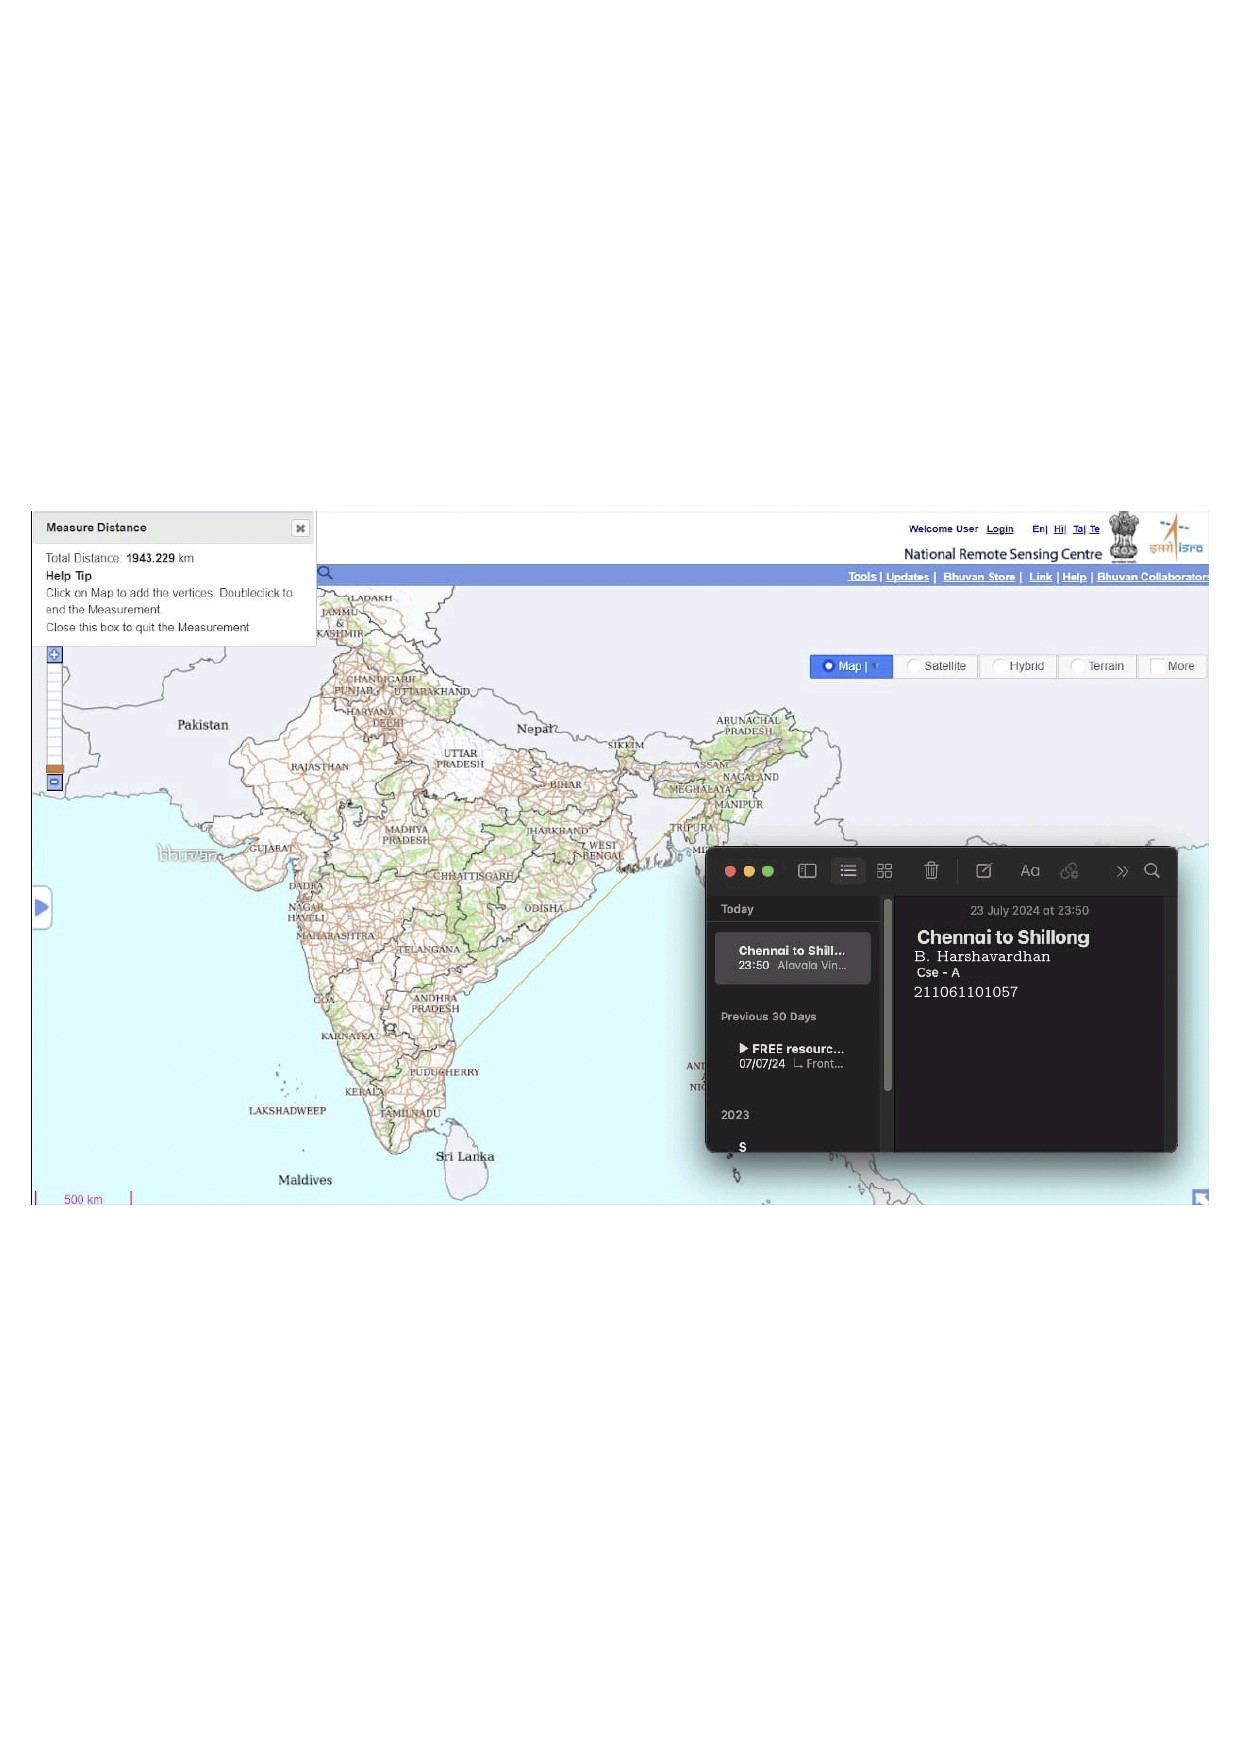 Measure Distance
Total Distance: 1943.229 km
Help Tip
Click on Map to add the vertices. Doubleclick to
end the Measurement.
Close this box to quit the Measurement
Welcome User Login En| Hi| Ta| Te
National Remote Sensing Centre
इसरो isro
Tools | Updates | Bhuvan Store | Link | Help | Bhuvan Collaborators
Map | Satellite Hybrid Terrain More
LADAKH
JAMMU
&
KASHMIR
CHANDIGARH
PUNJAB UTTARAKHAND
HARYANA
DELHI
Pakistan
Nepal
ARUNACHAL
PRADESH
SIKKIM
UTTAR
PRADESH
RAJASTHAN
ASSAM
NAGALAND
BIHAR
MEGHALAYA
MANIPUR
MADHYA
PRADESH
JHARKHAND
TRIPURA
WEST
BENGAL
GUJARAT
bhuvan
MI
CHHATTISGARH
DADRA
NAGAR
HAVELI
ODISHA
MAHARASHTRA
TELANGANA
GOA
ANDHRA
PRADESH
KARNATKA
PUDUCHERRY
KERALA
LAKSHADWEEP
TAMILNADU
Sri Lanka
Maldives
500 km
ANI
NIC
Today
Chennai to Shill...
23:50 Alavala Vin...
Previous 30 Days
FREE resourc...
07/07/24 Front...
2023
S
23 July 2024 at 23:50
Chennai to Shillong
B. Harshavardhan
Cse - A
211061101057
Aa